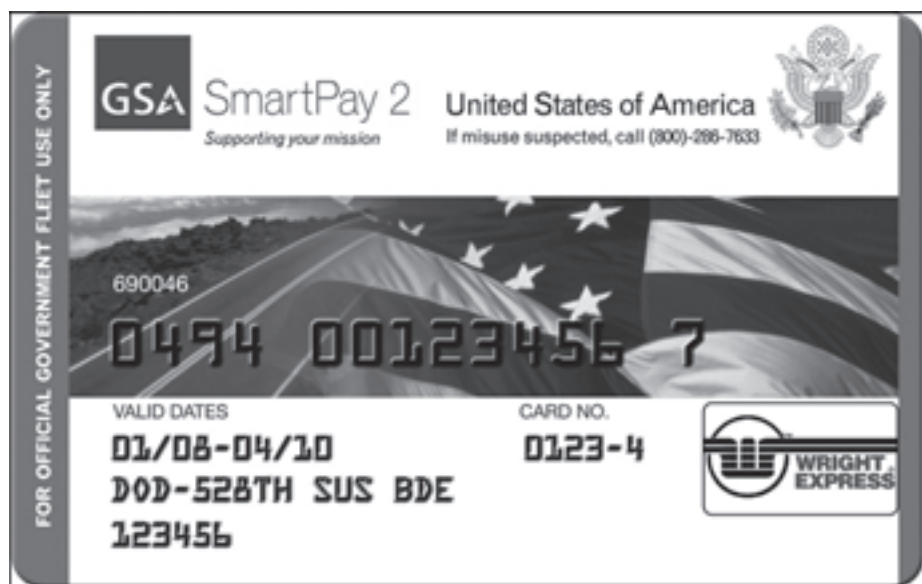 FOR OFFICIAL GOVERNMENT FLEET USE ONLY
GSA SmartPay 2
Supporting your mission
United States of America
If misuse suspected, call (800)-286-7633
690046
0494 00123456 7
VALID DATES
01/08-04/10
CARD NO.
0123-4
DOD-528TH SUS BDE
123456
WRIGHT
EXPRESS